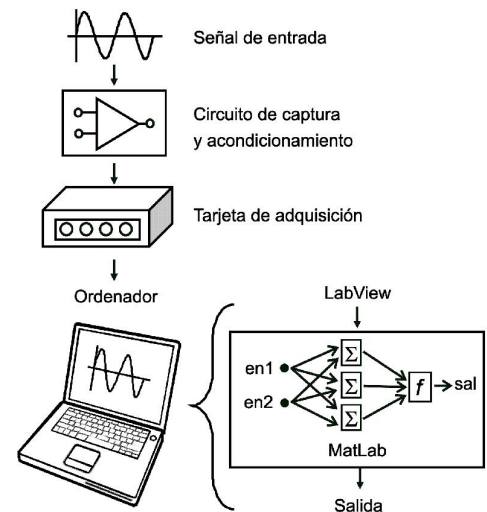 Señal de entrada
Circuito de captura
y acondicionamiento
Tarjeta de adquisición
Ordenador
LabView
en1
en2
Σ
Σ
Σ
f
sal
MatLab
Salida